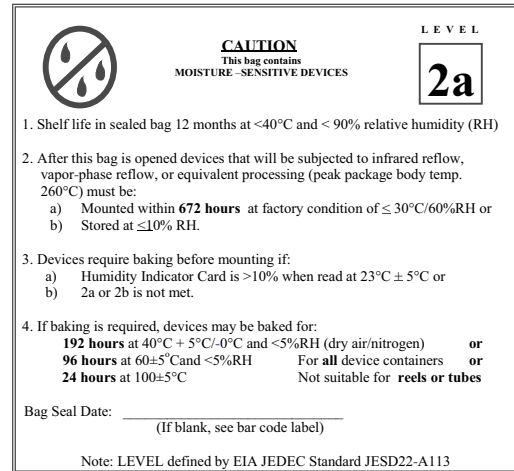 LEVEL
CAUTION
This bag contains
MOISTURE –SENSITIVE DEVICES
2a
1. Shelf life in sealed bag 12 months at <40°C and < 90% relative humidity (RH)
2. After this bag is opened devices that will be subjected to infrared reflow,
vapor-phase reflow, or equivalent processing (peak package body temp.
260°C) must be:
a) Mounted within 672 hours at factory condition of ≤ 30°C/60%RH or
b) Stored at ≤10% RH.
3. Devices require baking before mounting if:
a) Humidity Indicator Card is >10% when read at 23°C ± 5°C or
b) 2a or 2b is not met.
4. If baking is required, devices may be baked for:
192 hours at 40°C + 5°C/-0°C and <5%RH (dry air/nitrogen) or
96 hours at 60±5°Cand <5%RH For all device containers or
24 hours at 100±5°C Not suitable for reels or tubes
Bag Seal Date: ____________________________
(If blank, see bar code label)
Note: LEVEL defined by EIA JEDEC Standard JESD22-A113